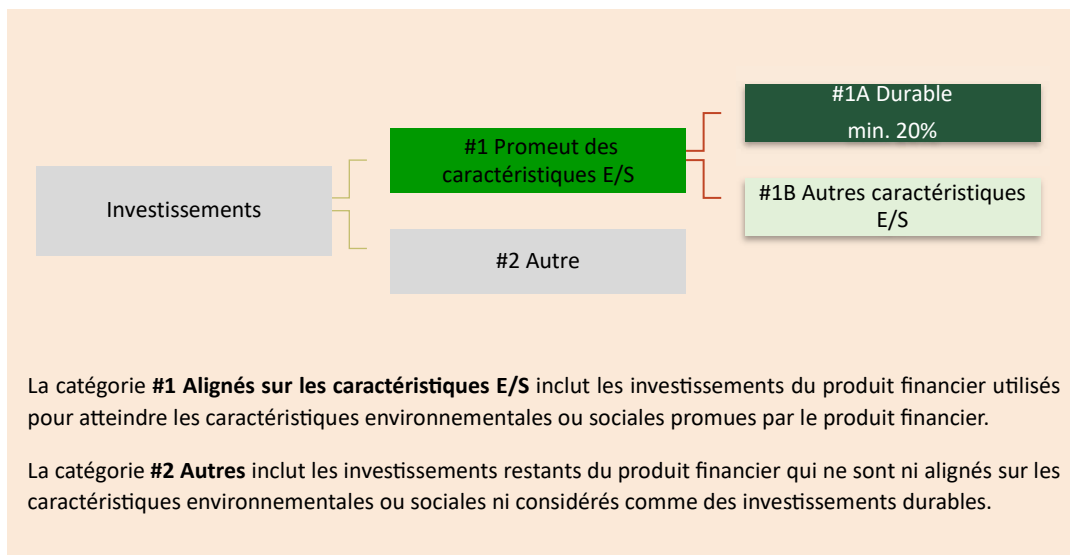 #1A Durable
min. 20%
#1 Promeut des
caractéristiques E/S
#1B Autres caractéristiques
E/S
Investissements
#2 Autre
La catégorie #1 Alignés sur les caractéristiques E/S inclut les investissements du produit financier utilisés
pour atteindre les caractéristiques environnementales ou sociales promues par le produit financier.
La catégorie #2 Autres inclut les investissements restants du produit financier qui ne sont ni alignés sur les
caractéristiques environnementales ou sociales ni considérés comme des investissements durables.